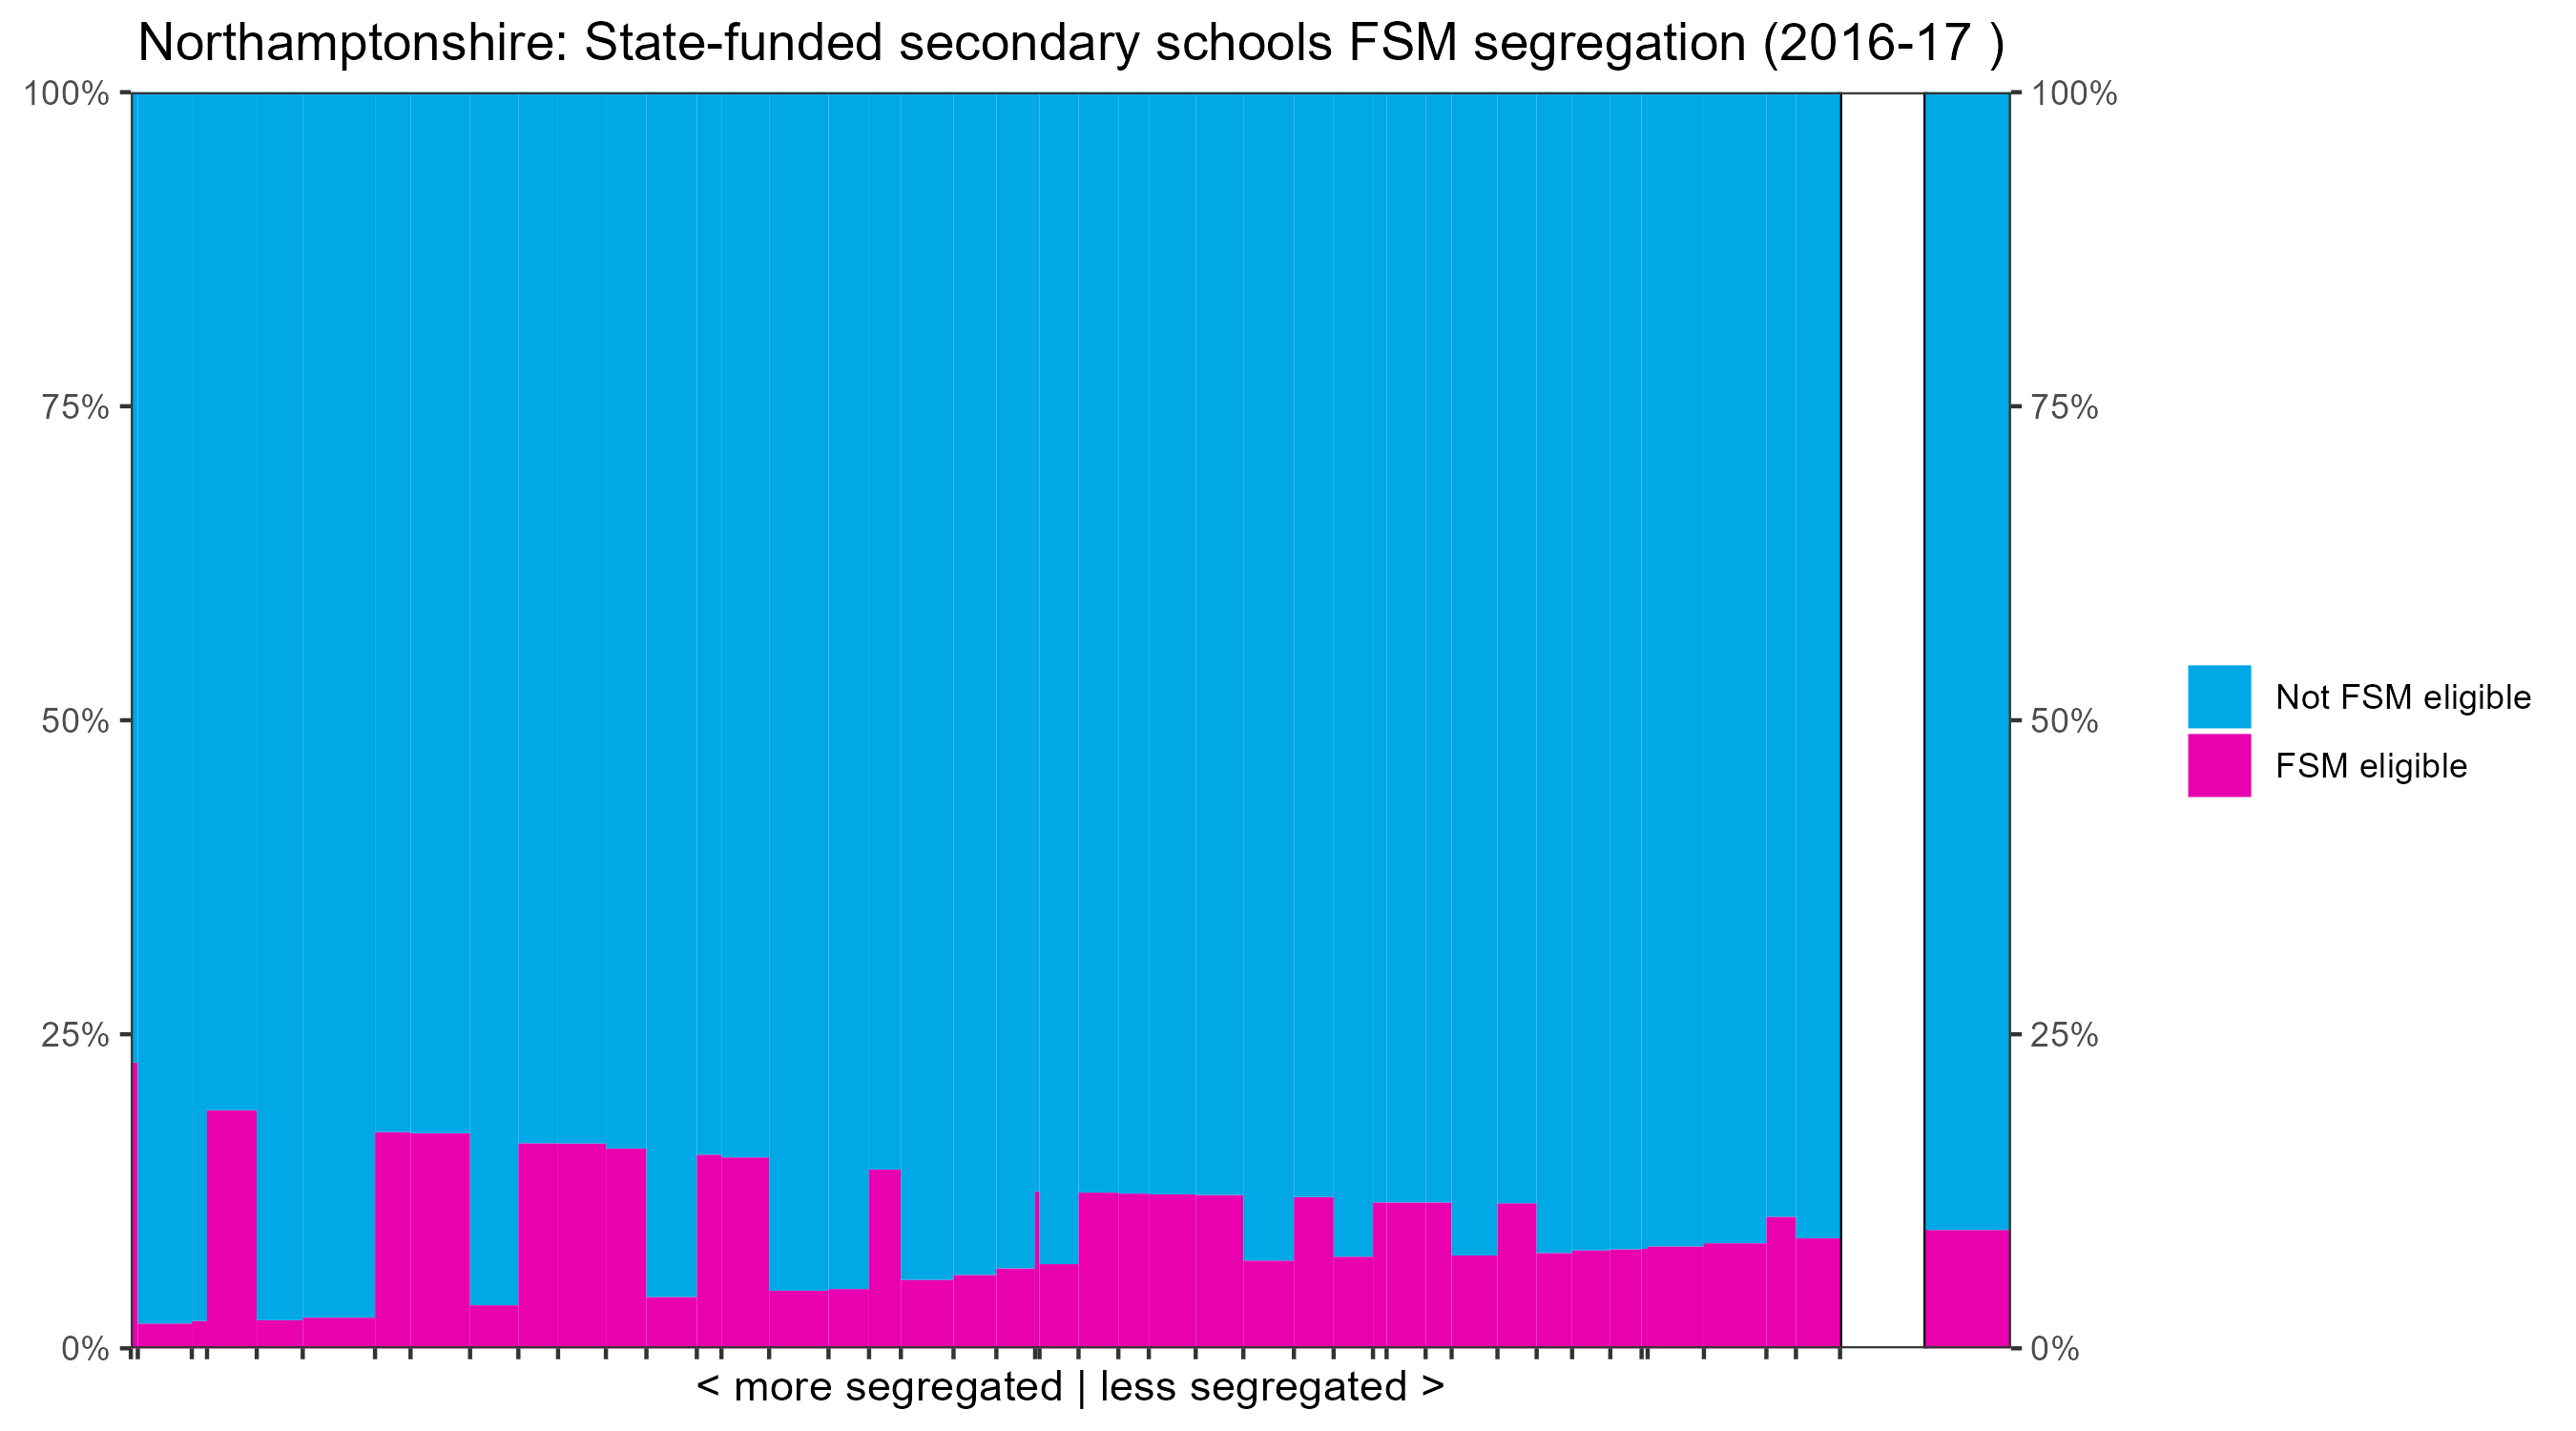 Northamptonshire: State-funded secondary schools FSM segregation (2016-17 )
100%
75%
50%
25%
0%
100%
75%
50%
25%
0%
Not FSM eligible
FSM eligible
< more segregated | less segregated >